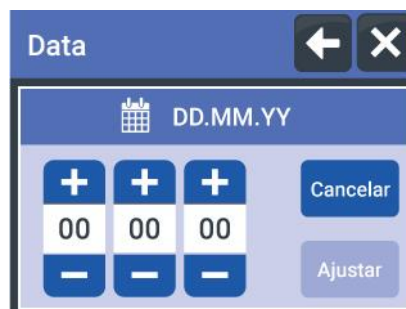 Data
DD.MM.YY
+ + +
00 00 00
− − −
Cancelar
Ajustar